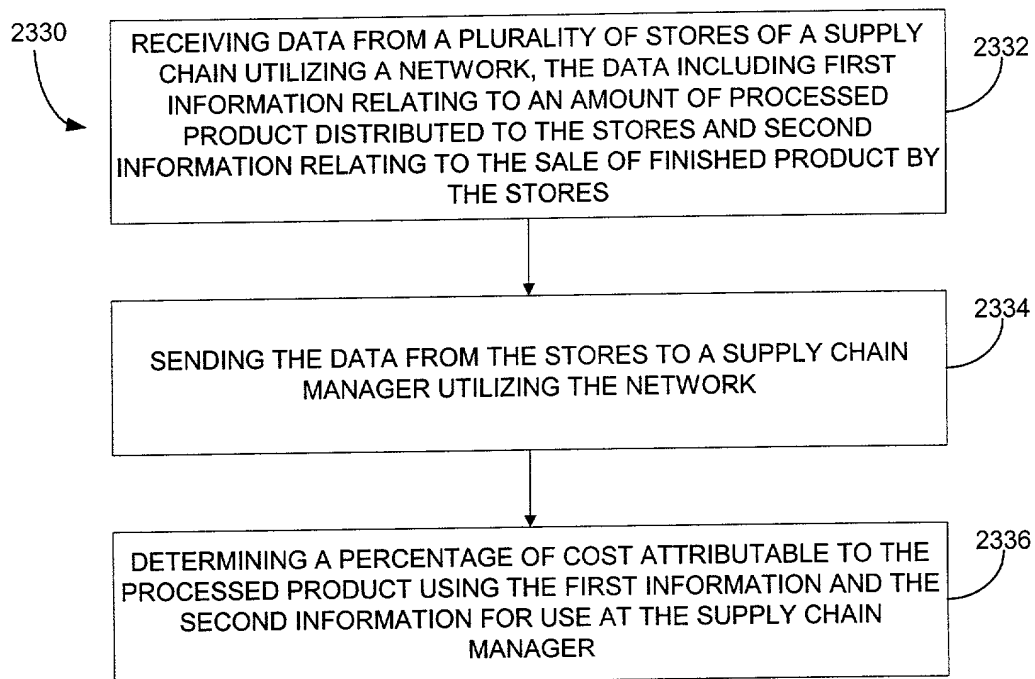 2330
RECEIVING DATA FROM A PLURALITY OF STORES OF A SUPPLY
CHAIN UTILIZING A NETWORK, THE DATA INCLUDING FIRST
INFORMATION RELATING TO AN AMOUNT OF PROCESSED
PRODUCT DISTRIBUTED TO THE STORES AND SECOND
INFORMATION RELATING TO THE SALE OF FINISHED PRODUCT BY
THE STORES
2332
SENDING THE DATA FROM THE STORES TO A SUPPLY CHAIN
MANAGER UTILIZING THE NETWORK
2334
DETERMINING A PERCENTAGE OF COST ATTRIBUTABLE TO THE
PROCESSED PRODUCT USING THE FIRST INFORMATION AND THE
SECOND INFORMATION FOR USE AT THE SUPPLY CHAIN
MANAGER
2336